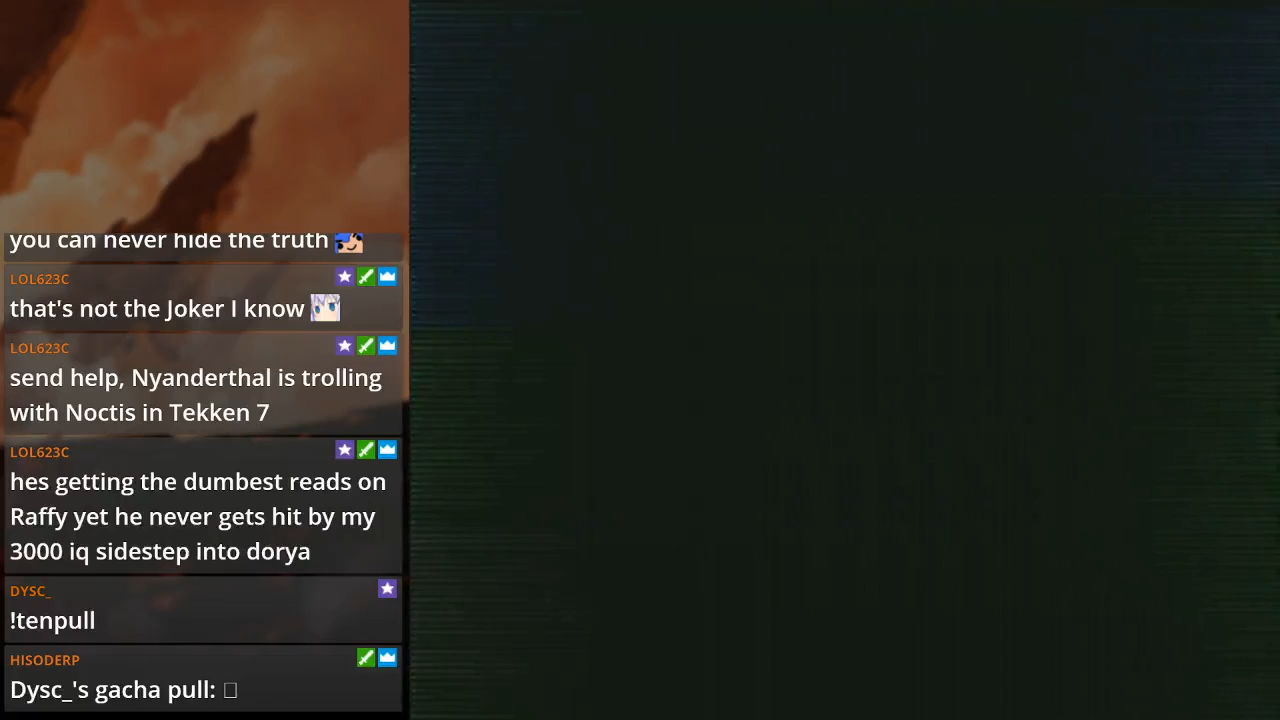 you can never hide the truth
LOL623C
that's not the Joker I know
LOL623C
send help, Nyanderthal is trolling
with Noctis in Tekken 7
LOL623C
hes getting the dumbest reads on
Raffy yet he never gets hit by my
3000 iq sidestep into dorya
DYSC_
!tenpull
HISODERP
Dysc_'s gacha pull: